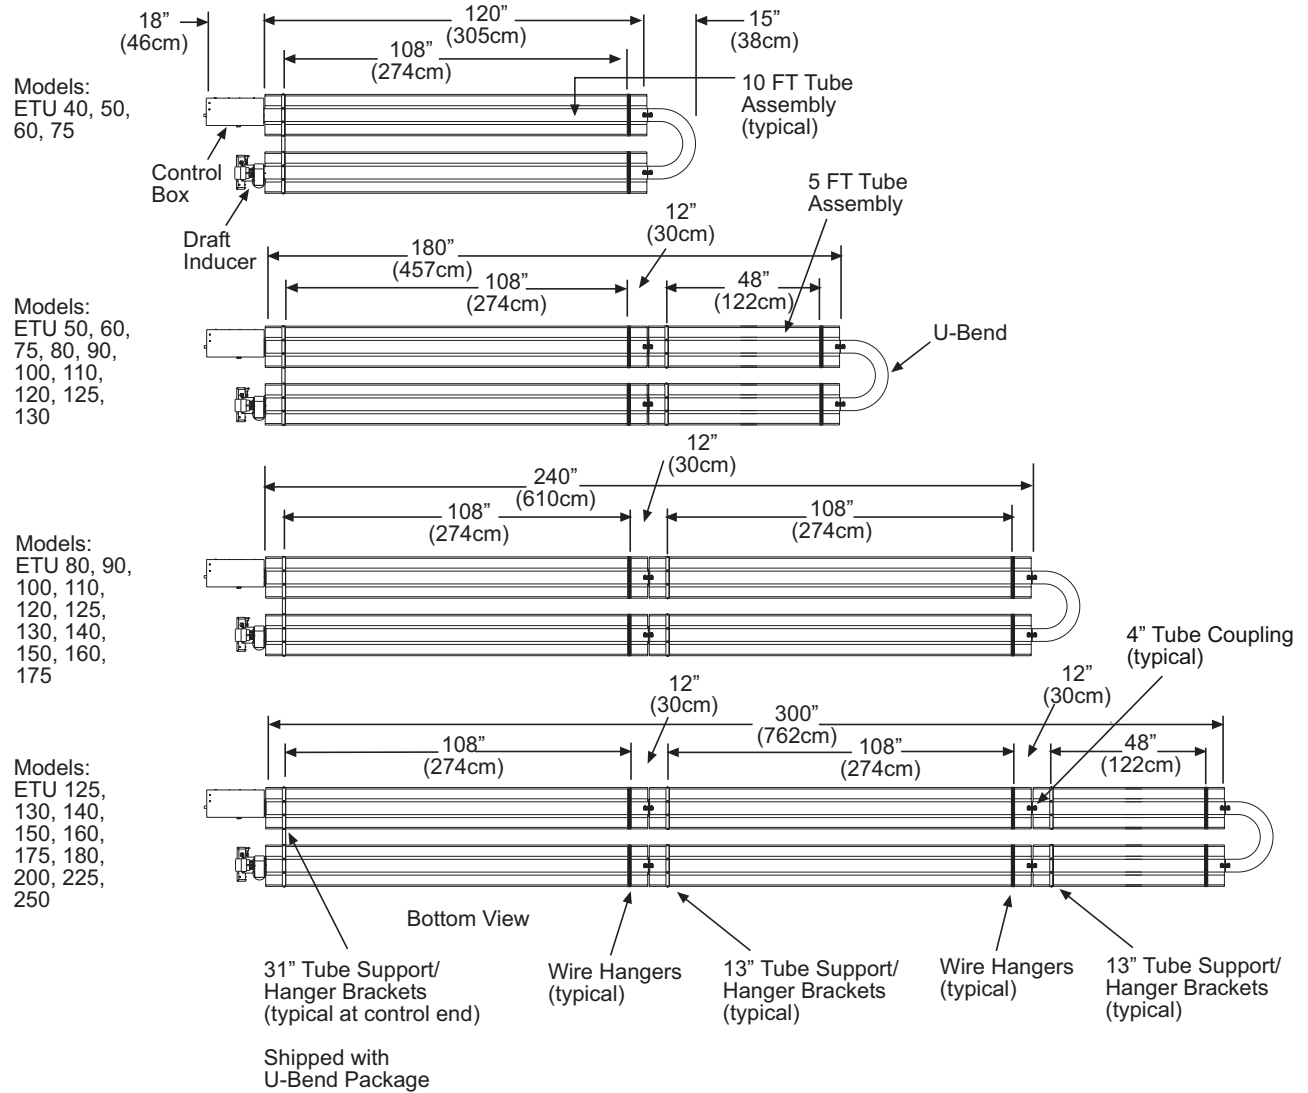 18”
(46cm)
120”
(305cm)
15”
(38cm)
108”
(274cm)
Models:
ETU 40, 50,
60, 75
10 FT Tube
Assembly
(typical)
Control
Box
Draft
Inducer
5 FT Tube
Assembly
12”
(30cm)
180”
(457cm)
108”
(274cm)
48”
(122cm)
Models:
ETU 50, 60,
75, 80, 90,
100, 110,
120, 125,
130
U-Bend
12”
(30cm)
240”
(610cm)
108”
(274cm)
108”
(274cm)
Models:
ETU 80, 90,
100, 110,
120, 125,
130, 140,
150, 160,
175
4” Tube Coupling
(typical)
12”
(30cm)
12”
(30cm)
300”
(762cm)
108”
(274cm)
108”
(274cm)
48”
(122cm)
Models:
ETU 125,
130, 140,
150, 160,
175, 180,
200, 225,
250
Bottom View
31” Tube Support/
Hanger Brackets
(typical at control end)
Shipped with
U-Bend Package
Wire Hangers
(typical)
13” Tube Support/
Hanger Brackets
(typical)
Wire Hangers
(typical)
13” Tube Support/
Hanger Brackets
(typical)